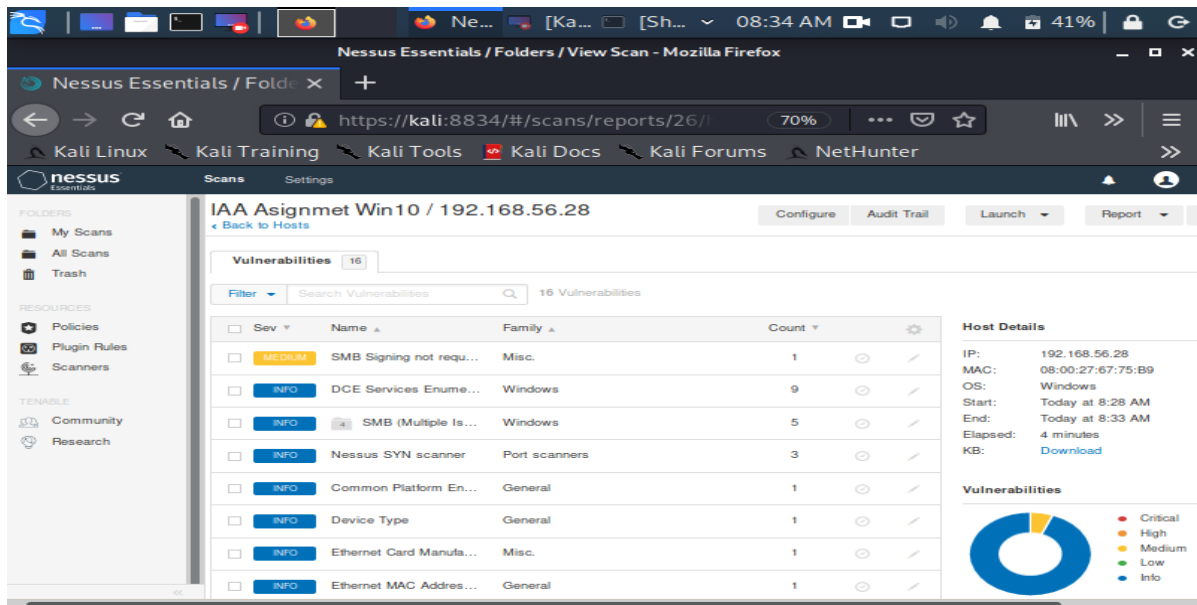 Ne... [Ka... [Sh... 08:34 AM 41%
Nessus Essentials / Folders / View Scan - Mozilla Firefox
Nessus Essentials / Folde
https://kali:8834/#/scans/reports/26/ 70%
Kali Linux Kali Training Kali Tools Kali Docs Kali Forums NetHunter
nessus Essentials Scans Settings
FOLDERS
My Scans
All Scans
Trash
RESOURCES
Policies
Plugin Rules
Scanners
TENABLE
Community
Research
IAA Asignmet Win10 / 192.168.56.28
Back to Hosts
Configure Audit Trail Launch Report
Vulnerabilities 16
Filter Search Vulnerabilities 16 Vulnerabilities
Sev Name Family Count
MEDIUM SMB Signing not requ... Misc. 1
INFO DCE Services Enume... Windows 9
INFO 4 SMB (Multiple Is... Windows 5
INFO Nessus SYN scanner Port scanners 3
INFO Common Platform En... General 1
INFO Device Type General 1
INFO Ethernet Card Manufa... Misc. 1
INFO Ethernet MAC Addres... General 1
Host Details
IP: 192.168.56.28
MAC: 08:00:27:67:75:B9
OS: Windows
Start: Today at 8:28 AM
End: Today at 8:33 AM
Elapsed: 4 minutes
KB: Download
Vulnerabilities
Critical
High
Medium
Low
Info